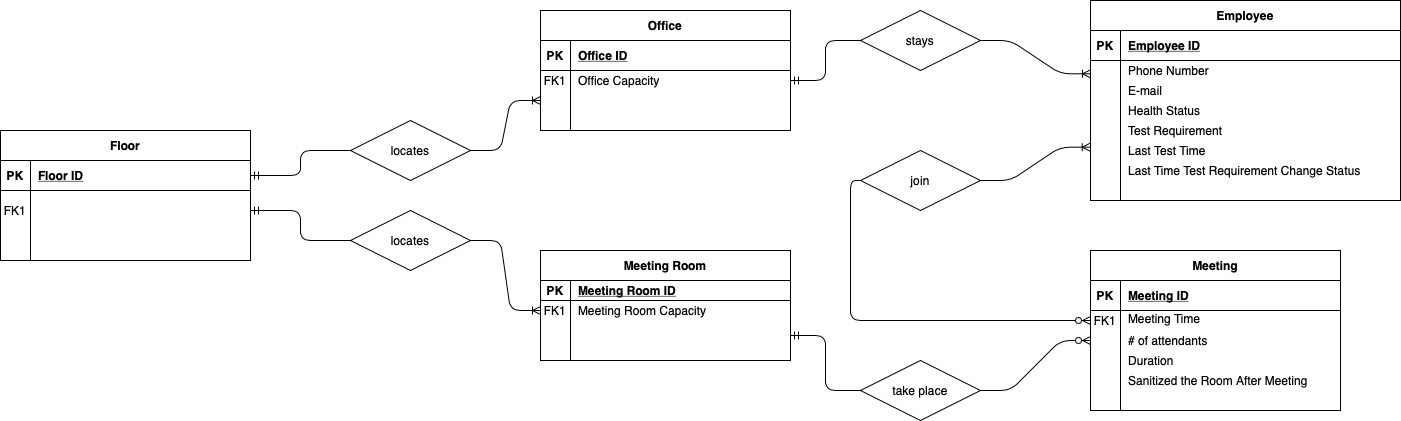 Floor
PK Floor ID
FK1
locates
locates
Office
PK Office ID
FK1 Office Capacity
Meeting Room
PK Meeting Room ID
FK1 Meeting Room Capacity
stays
join
take place
Employee
PK Employee ID
Phone Number
E-mail
Health Status
Test Requirement
Last Test Time
Last Time Test Requirement Change Status
Meeting
PK Meeting ID
FK1 Meeting Time
# of attendants
Duration
Sanitized the Room After Meeting